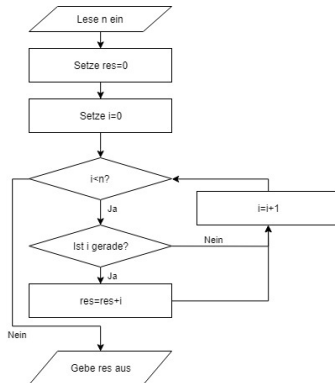 Lese n ein
Setze res=0
Setze i=0
i<n?
Ja
i=i+1
Ist i gerade?
Nein
Ja
res=res+i
Nein
Gebe res aus